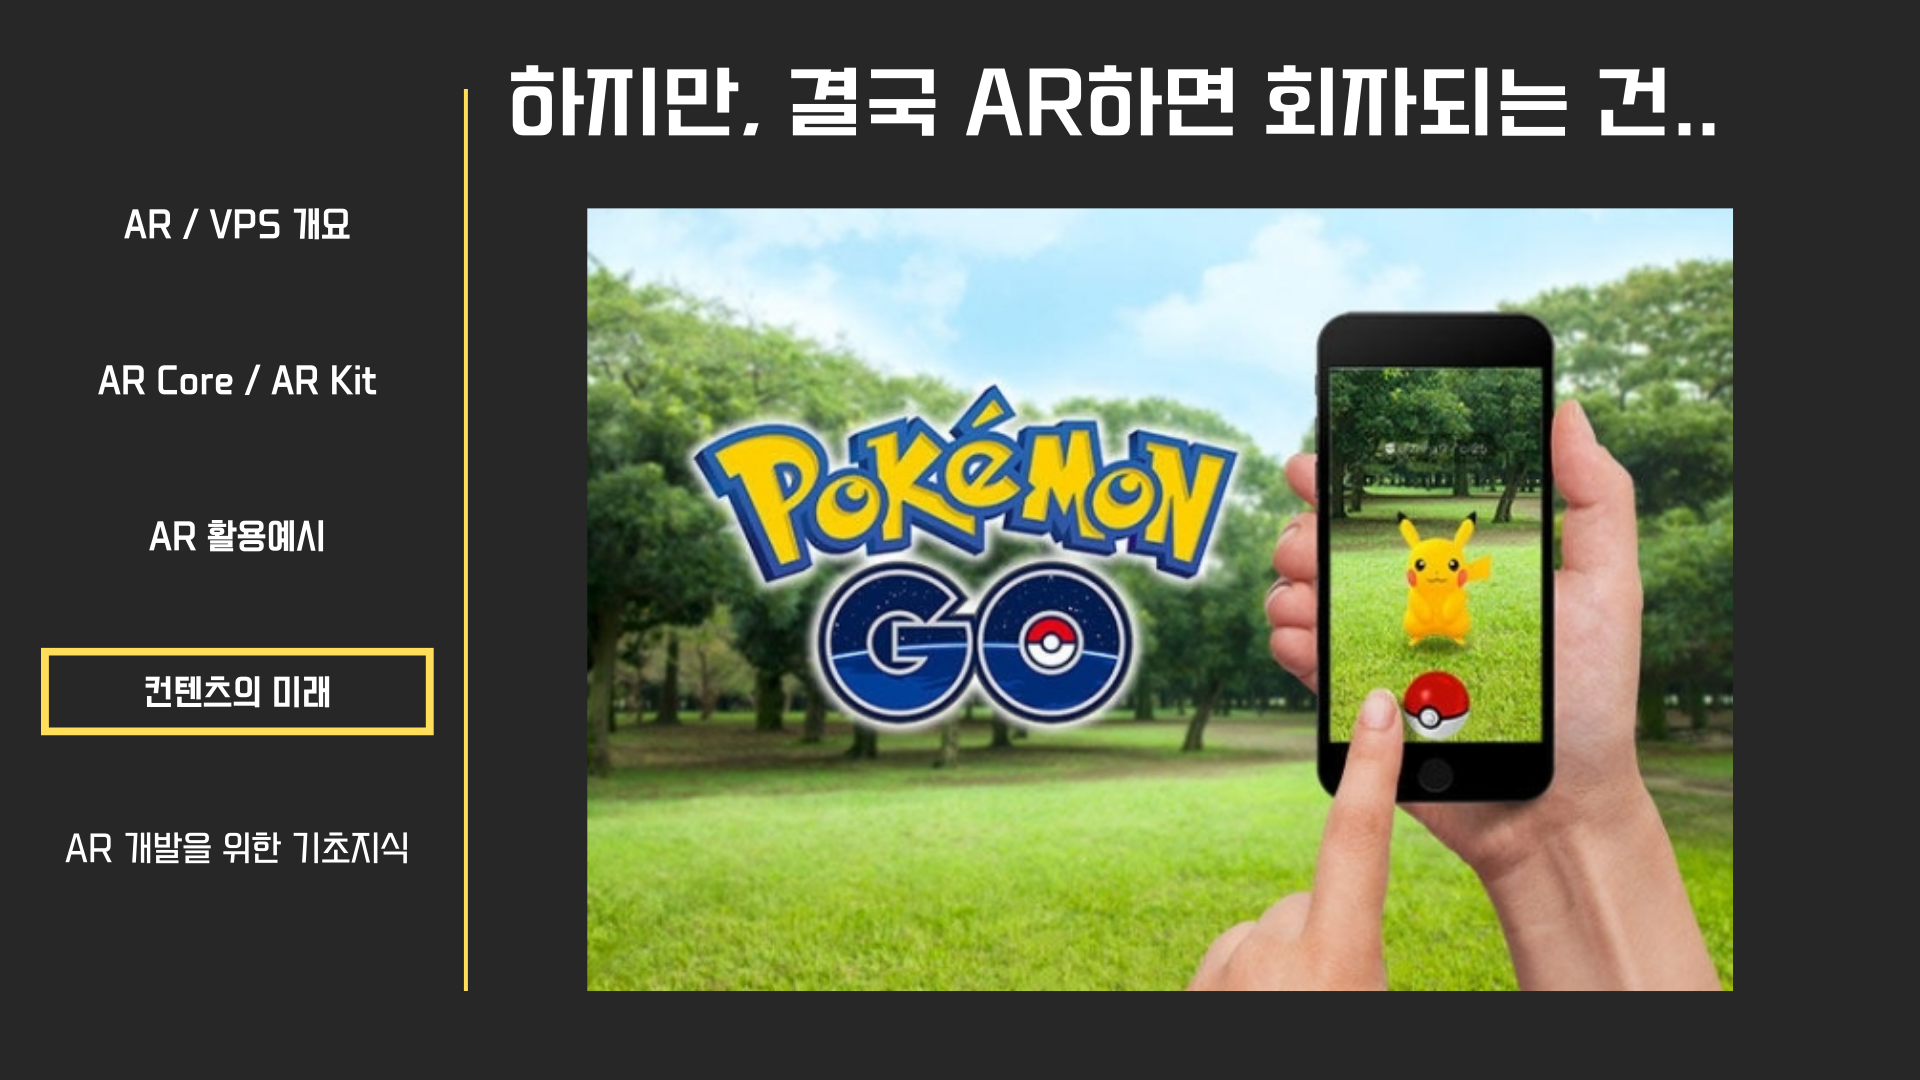 하지만, 결국 AR하면 회자되는 건..
AR / VPS 개요
AR Core / AR Kit
AR 활용예시
컨텐츠의 미래
AR 개발을 위한 기초지식
POKéMON
GO